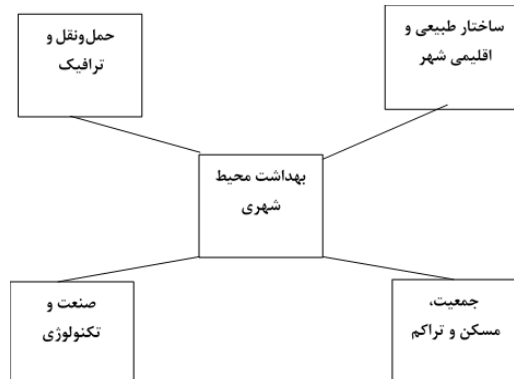 ساختار طبیعی و
اقلیمی شهر
حمل‌ونقل و
ترافیک
بهداشت محیط
شهری
جمعیت،
مسکن و تراکم
صنعت و
تکنولوژی